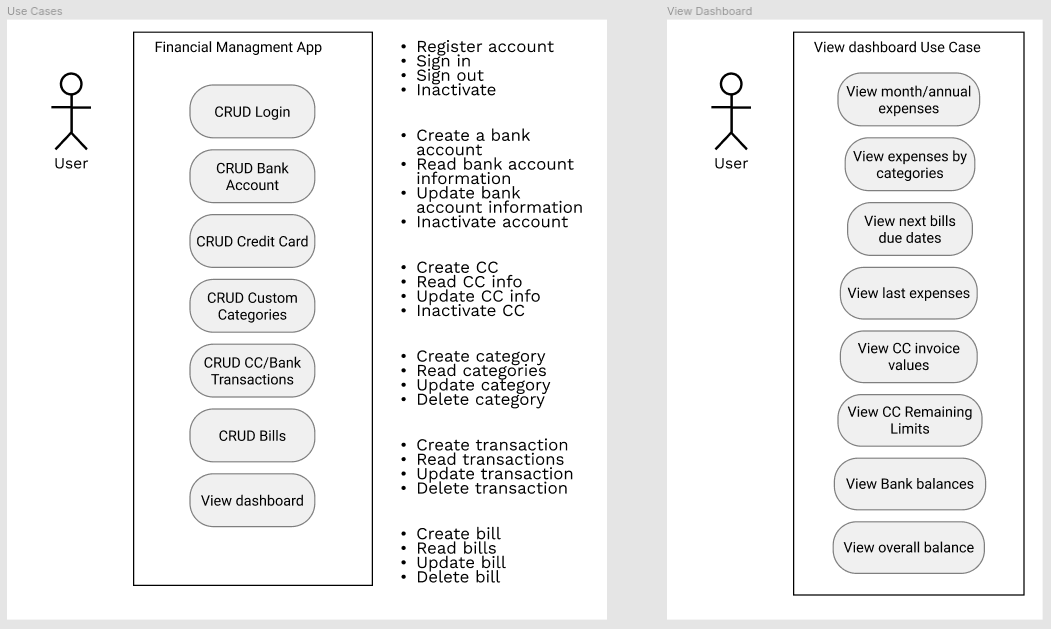 Use Cases
Financial Managment App
User
CRUD Login
CRUD Bank
Account
CRUD Credit Card
CRUD Custom
Categories
CRUD CC/Bank
Transactions
CRUD Bills
View dashboard
• Register account
• Sign in
• Sign out
• Inactivate
• Create a bank
account
• Read bank account
information
• Update bank
account information
• Inactivate account
• Create CC
• Read CC info
• Update CC info
• Inactivate CC
• Create category
• Read categories
• Update category
• Delete category
• Create transaction
• Read transactions
• Update transaction
• Delete transaction
• Create bill
• Read bills
• Update bill
• Delete bill
View Dashboard
View dashboard Use Case
User
View month/annual
expenses
View expenses by
categories
View next bills
due dates
View last expenses
View CC invoice
values
View CC Remaining
Limits
View Bank balances
View overall balance